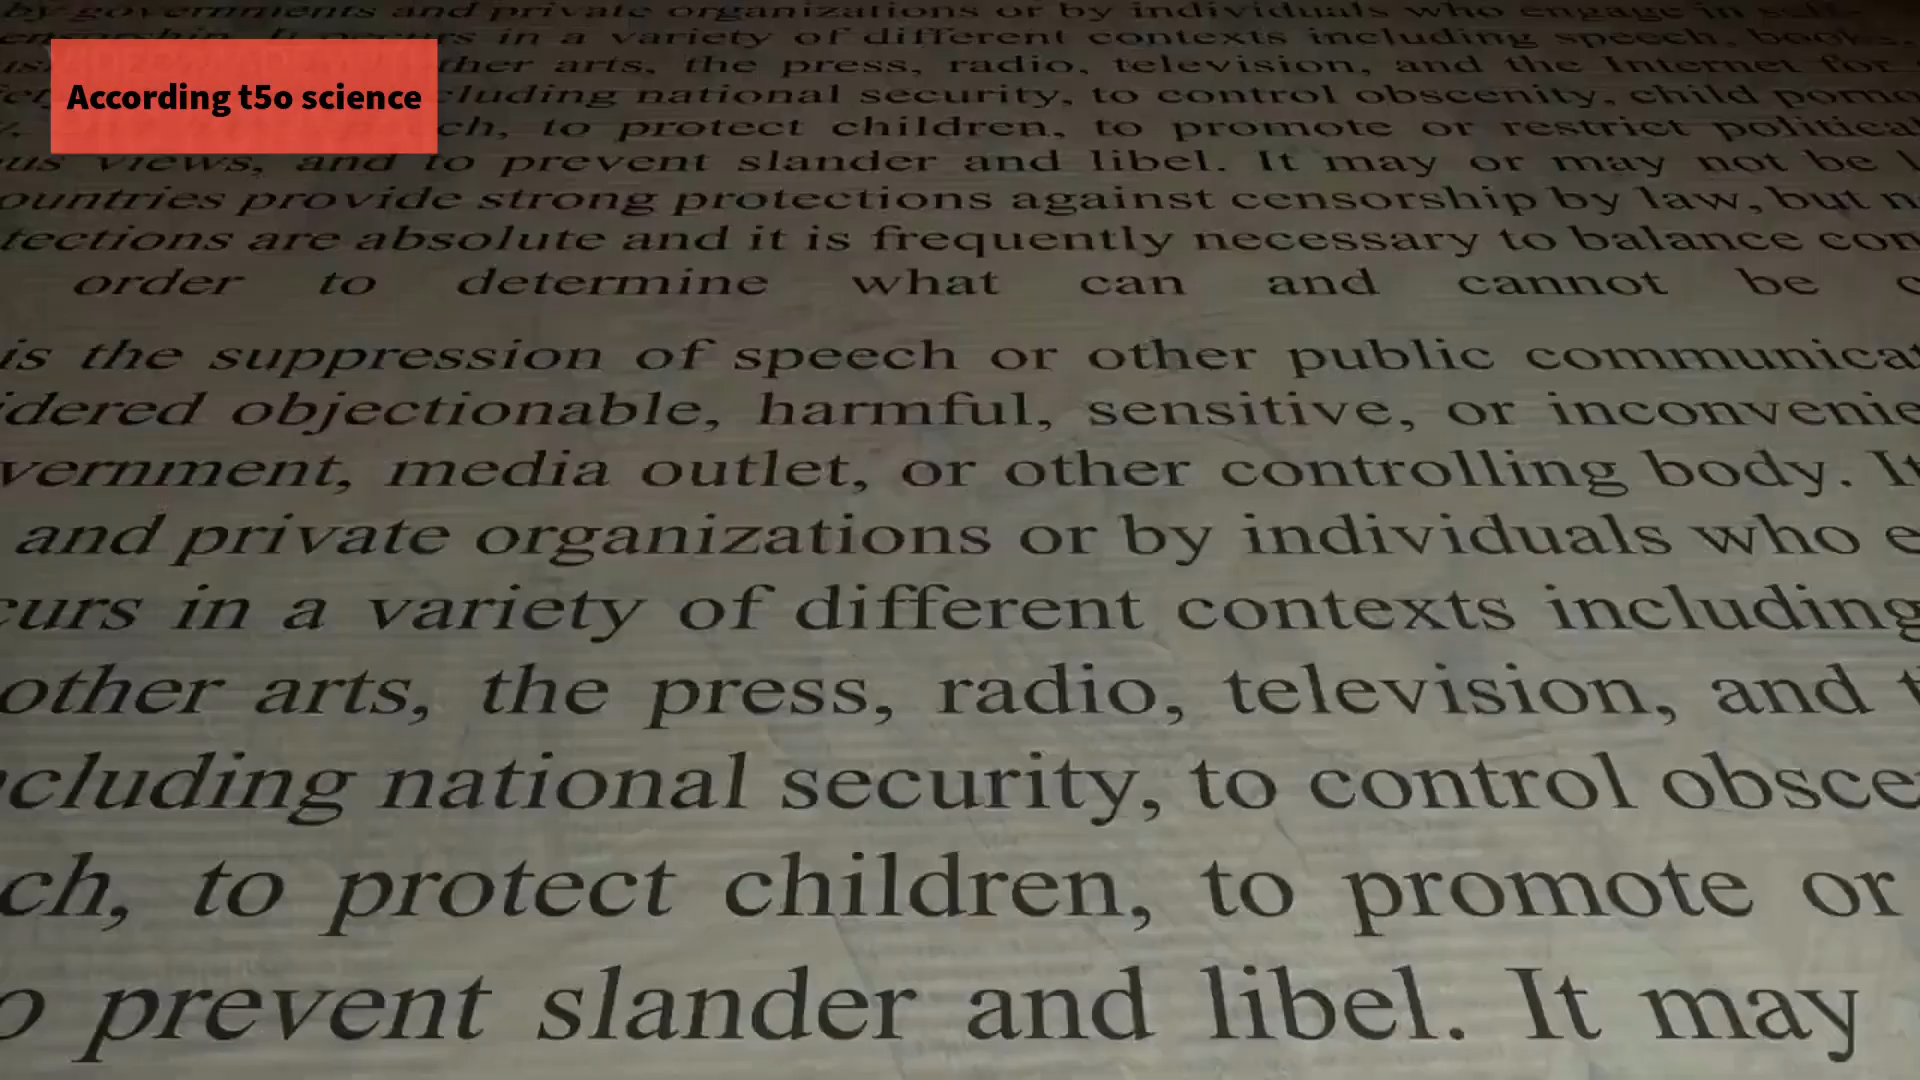 by governments and private organizations or by individuals who engage in self-
in a variety of different contexts including speech, books,
other arts, the press, radio, television, and the Internet for
According t5o science
including national security, to control obscenity, child porno
ch, to protect children, to promote or restrict political
us views, and to prevent slander and libel. It may or may not be l
ountries provide strong protections against censorship by law, but n
tections are absolute and it is frequently necessary to balance con
order to determine what can and cannot be c
is the suppression of speech or other public communicat
idered objectionable, harmful, sensitive, or inconvenie
vernment, media outlet, or other controlling body. It
and private organizations or by individuals who e
curs in a variety of different contexts including
other arts, the press, radio, television, and t
ncluding national security, to control obsce
ch, to protect children, to promote or
o prevent slander and libel. It may